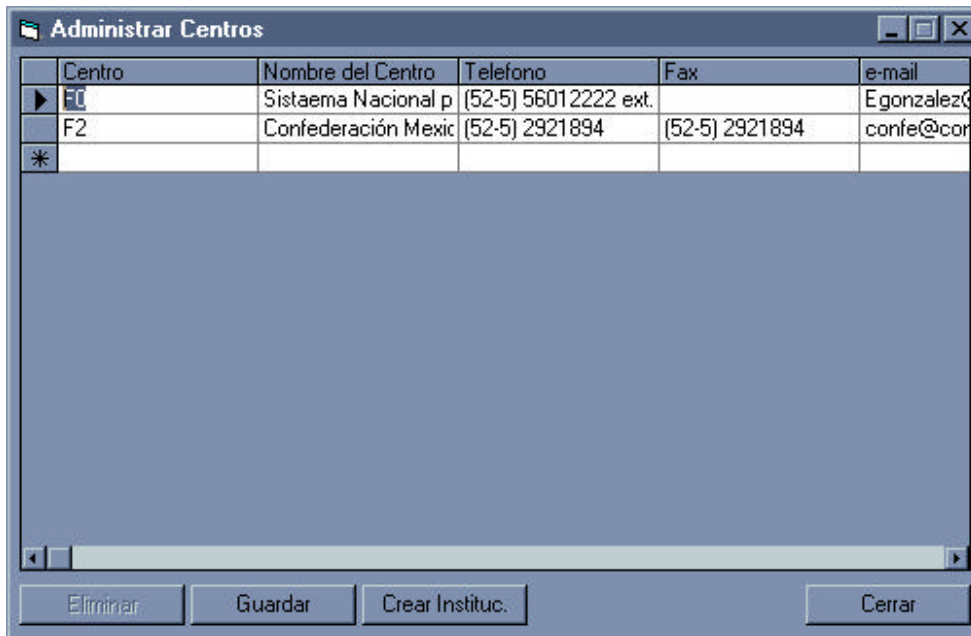 Administrar Centros
Centro Nombre del Centro Telefono Fax e-mail
F0 Sistaema Nacional p (52-5) 56012222 ext. Egonzalez@
F2 Confederación Mexic (52-5) 2921894 (52-5) 2921894 confe@con
Eliminar Guardar Crear Instituc. Cerrar